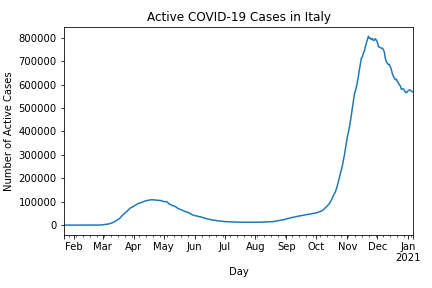 Active COVID-19 Cases in Italy
800000
700000
600000
500000
400000
300000
200000
100000
0
Number of Active Cases
Feb Mar Apr May Jun Jul Aug Sep Oct Nov Dec Jan
2021
Day